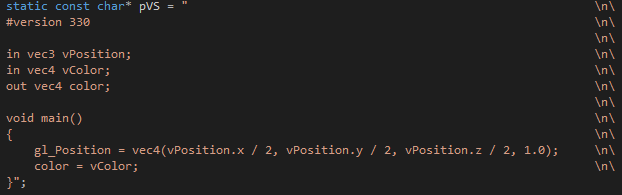 static const char* pVS = " \n\
#version 330 \n\
\n\
in vec3 vPosition; \n\
in vec4 vColor; \n\
out vec4 color; \n\
\n\
void main() \n\
{ \n\
    gl_Position = vec4(vPosition.x / 2, vPosition.y / 2, vPosition.z / 2, 1.0); \n\
    color = vColor; \n\
}";